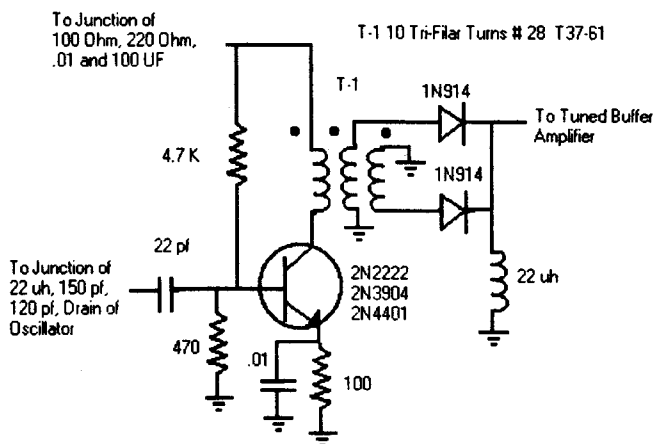 To Junction of
100 Ohm, 220 Ohm,
.01 and 100 UF
T-1 10 Tri-Filar Turns # 28 T37-61
T-1
1N914
To Tuned Buffer
Amplifier
4.7 K
1N914
22 pf
To Junction of
22 uh, 150 pf,
120 pf, Drain of
Oscillator
2N2222
2N3904
2N4401
22 uh
470
.01
100